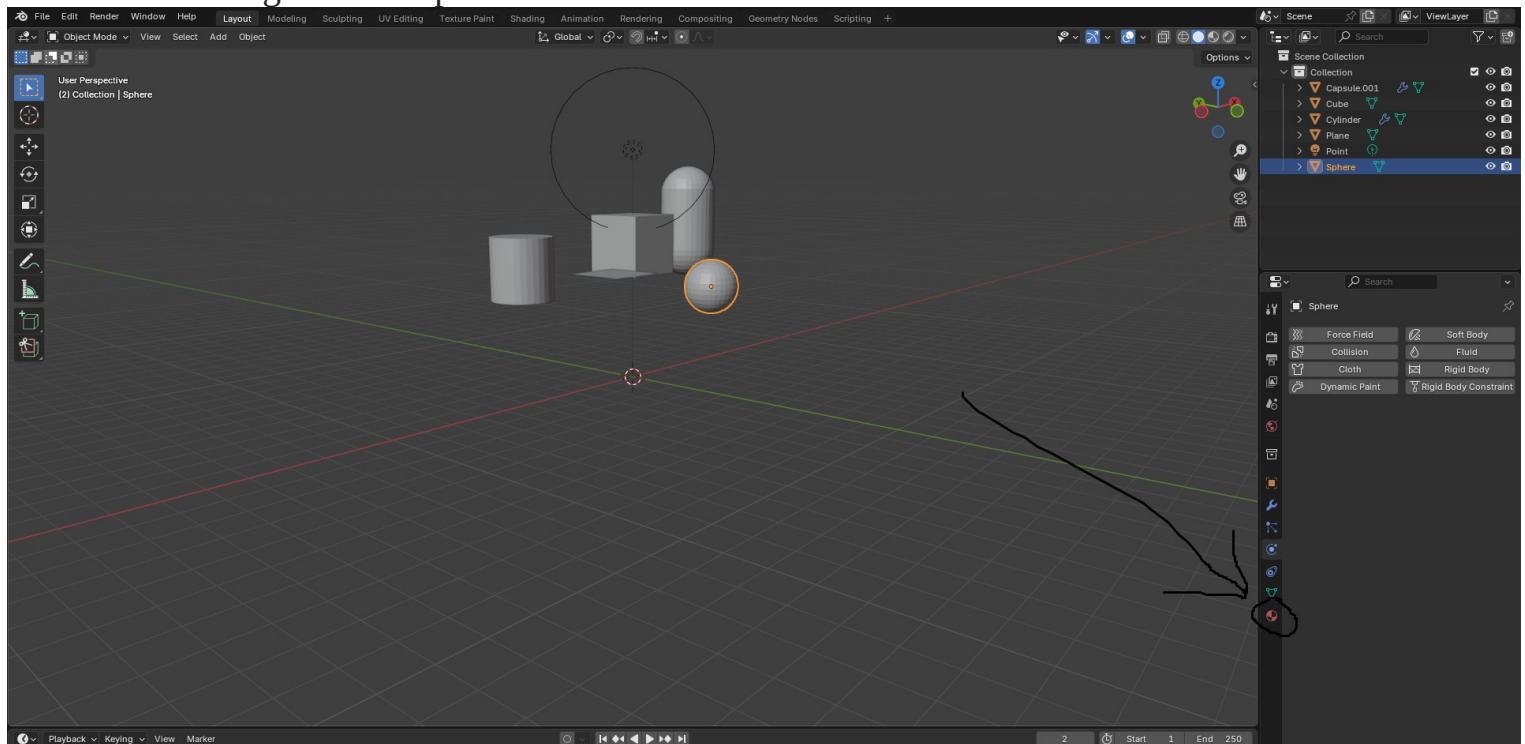 File Edit Render Window Help Layout Modeling Sculpting UV Editing Texture Paint Shading Animation Rendering Compositing Geometry Nodes Scripting + Scene ViewLayer
Object Mode View Select Add Object Global Search
Options
User Perspective
(2) Collection | Sphere
Z
Y
Scene Collection
Collection
Capsule.001
Cube
Cylinder
Plane
Point
Sphere
Search
Sphere
Force Field Soft Body
Collision Fluid
Cloth Rigid Body
Dynamic Paint Rigid Body Constraint
Playback Keying View Marker 2 Start 1 End 250